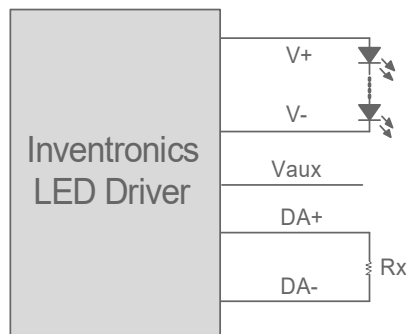 V+
V-
Inventronics
LED Driver
Vaux
DA+
Rx
DA-